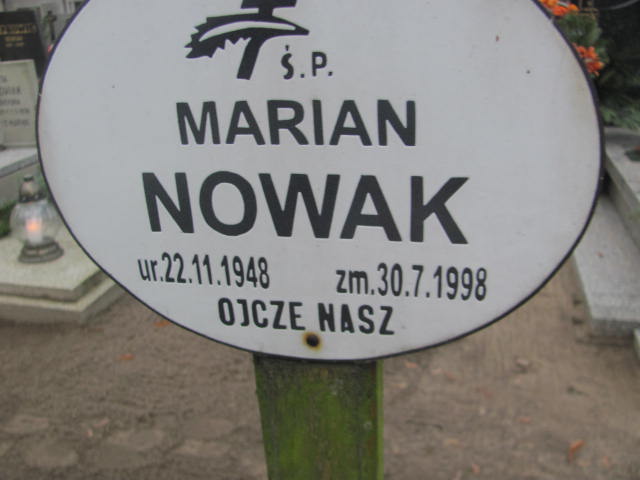 Ś.P.
MARIAN
NOWAK
ur.22.11.1948 zm.30.7.1998
OJCZE NASZ